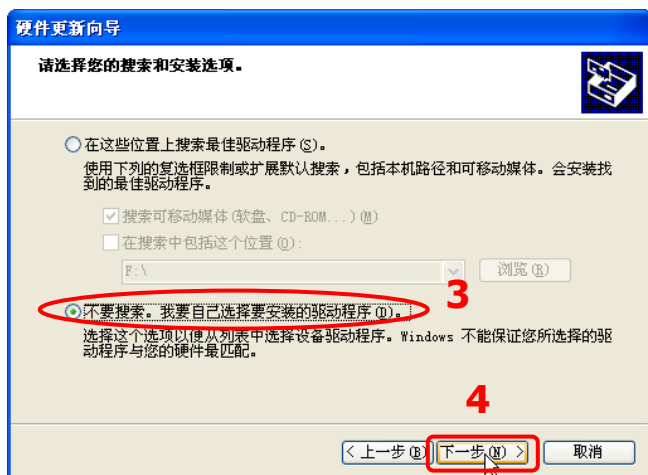 硬件更新向导
请选择您的搜索和安装选项。
在这些位置上搜索最佳驱动程序(S)。
使用下列的复选框限制或扩展默认搜索，包括本机路径和可移动媒体。会安装找
到的最佳驱动程序。
搜索可移动媒体(软盘、CD-ROM...)(M)
在搜索中包括这个位置(O):
F:\
浏览(R)
3
不要搜索。我要自己选择要安装的驱动程序(D)。
选择这个选项以便从列表中选择设备驱动程序。Windows 不能保证您所选择的驱
动程序与您的硬件最匹配。
4
< 上一步(B) 下一步(N) > 取消